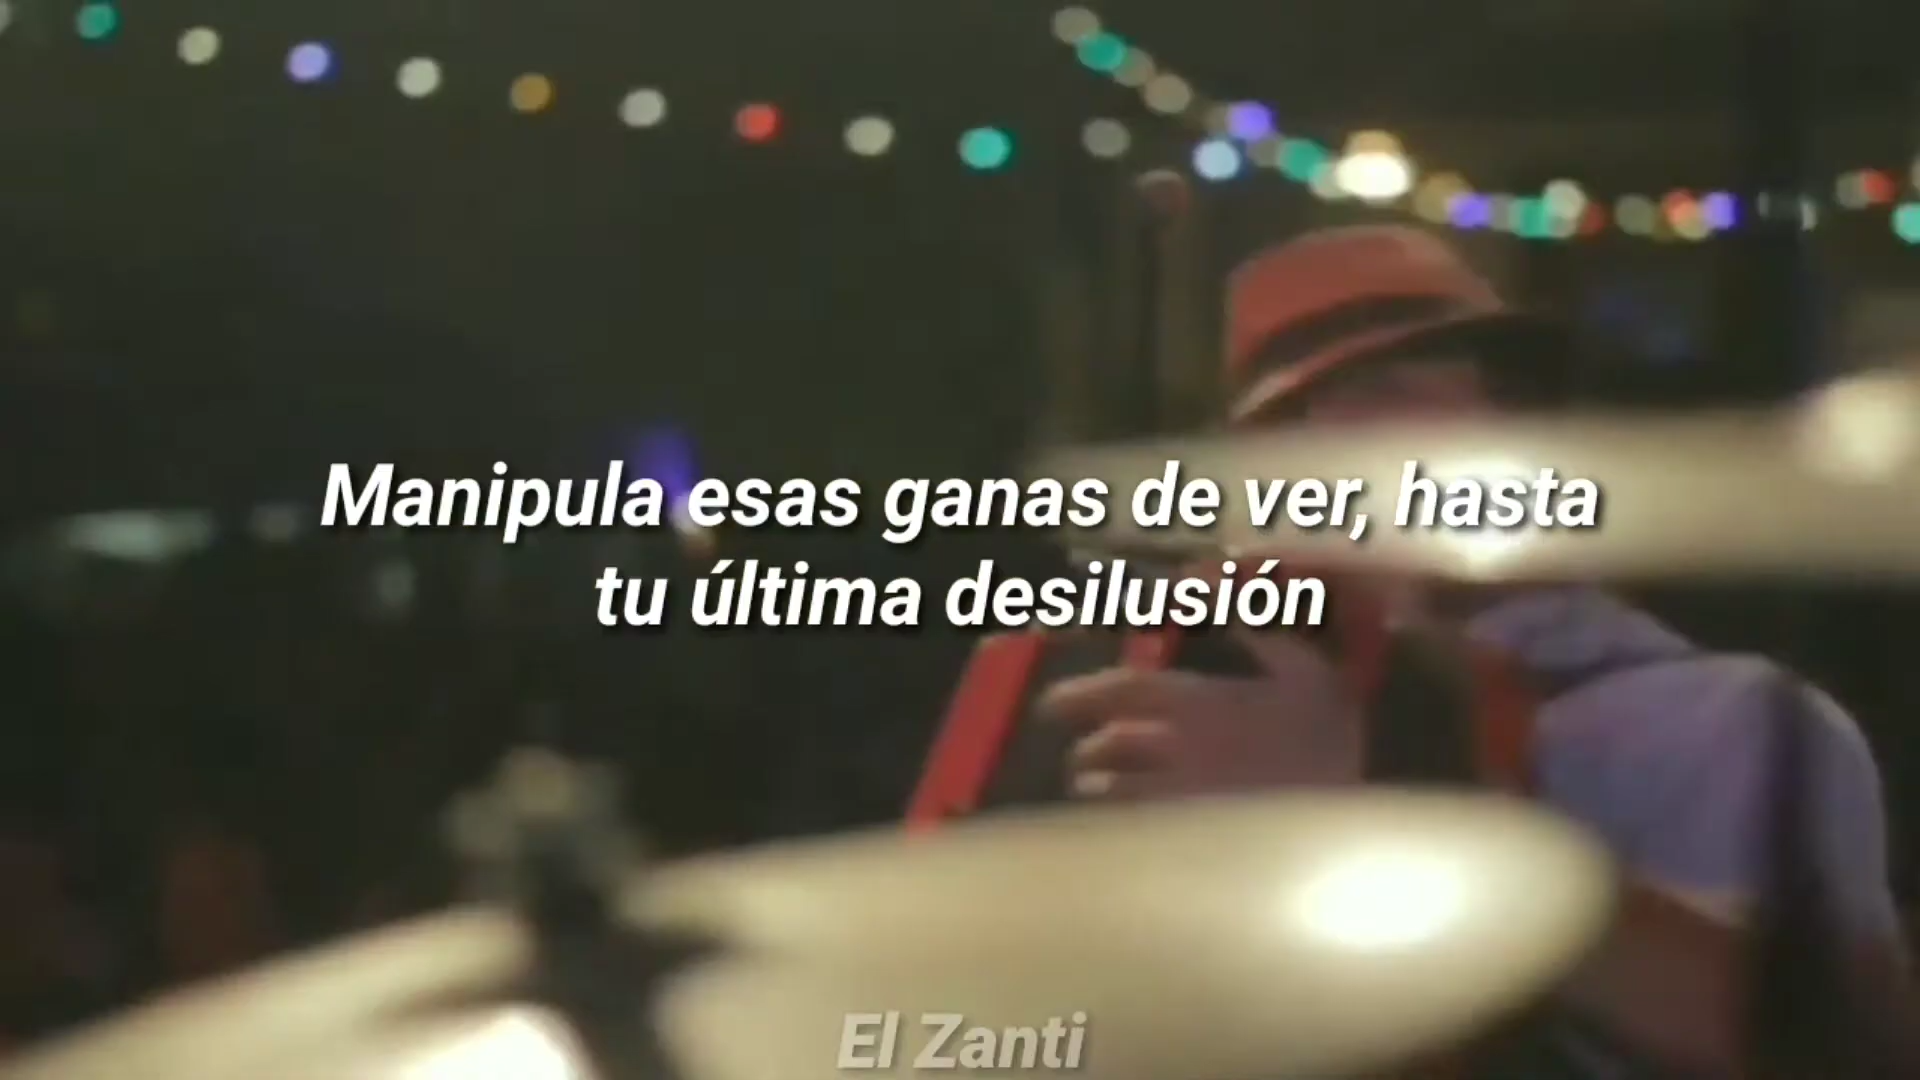 Manipula esas ganas de ver, hasta
tu última desilusión
El Zanti